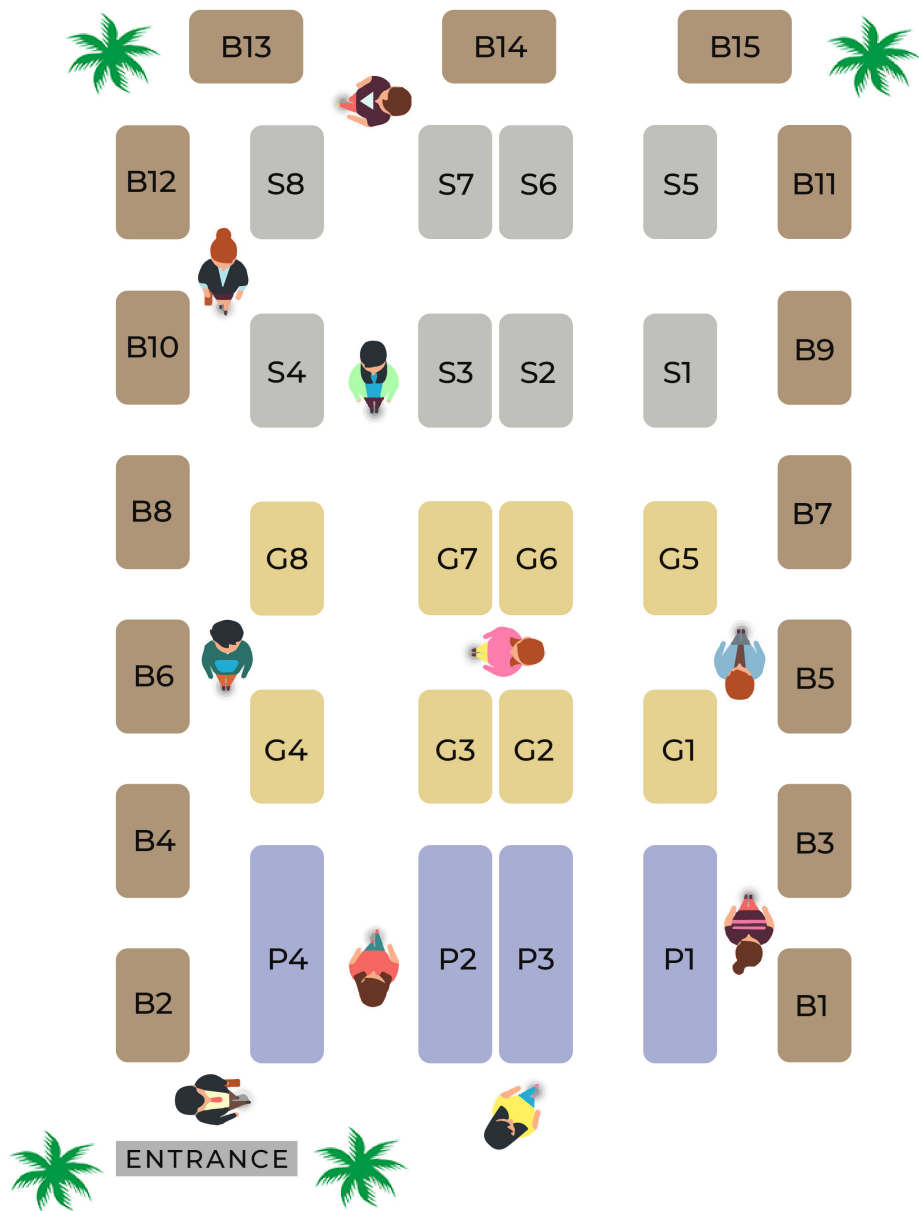 B13 B14 B15
B12 S8 S7 S6 S5 B11
B10 S4 S3 S2 S1 B9
B8 G8 G7 G6 G5 B7
B6 B5
G4 G3 G2 G1
B4 B3
P4 P2 P3 P1
B2 B1
ENTRANCE